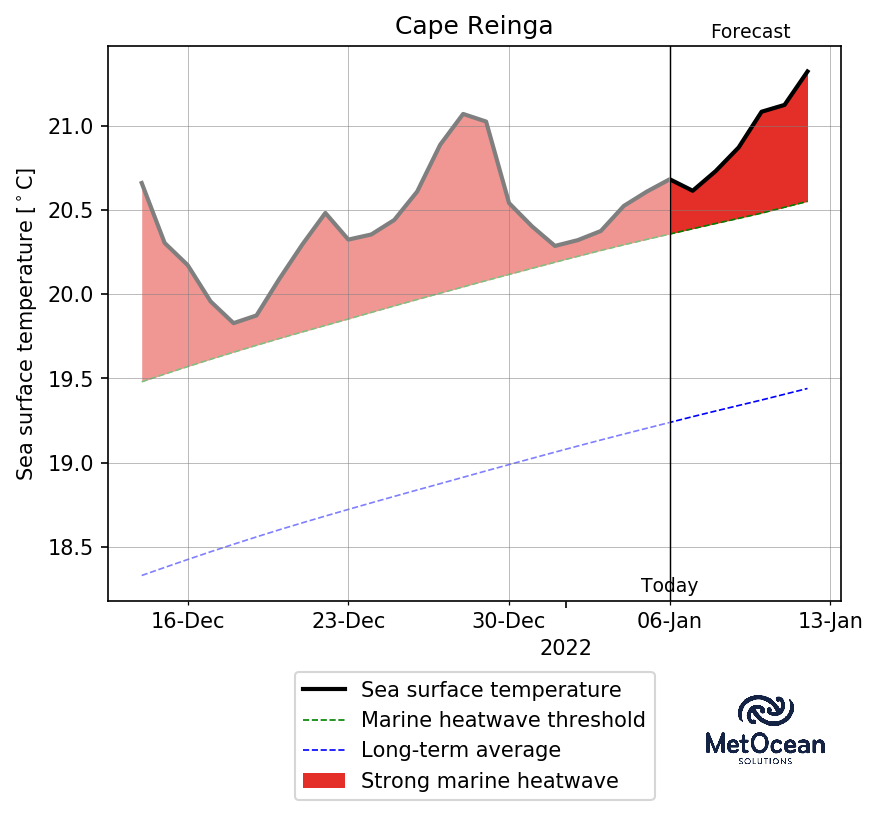 Cape Reinga
Forecast
Sea surface temperature [°C]
21.0
20.5
20.0
19.5
19.0
18.5
Today
16-Dec 23-Dec 30-Dec 06-Jan 13-Jan
2022
Sea surface temperature
Marine heatwave threshold
Long-term average
Strong marine heatwave
MetOcean
SOLUTIONS